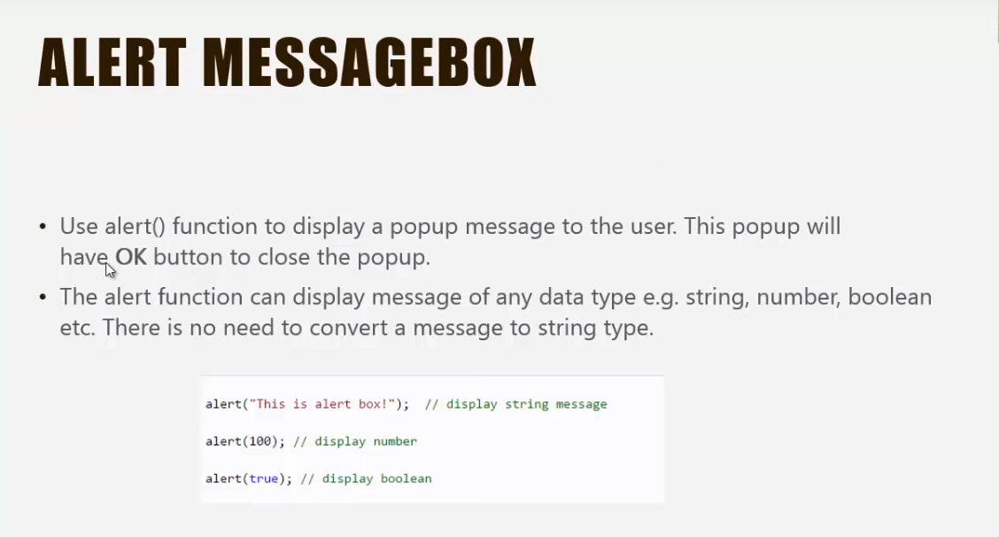 ALERT MESSAGEBOX
• Use alert() function to display a popup message to the user. This popup will
have OK button to close the popup.
• The alert function can display message of any data type e.g. string, number, boolean
etc. There is no need to convert a message to string type.
alert("This is alert box!");  // display string message
alert(100); // display number
alert(true); // display boolean